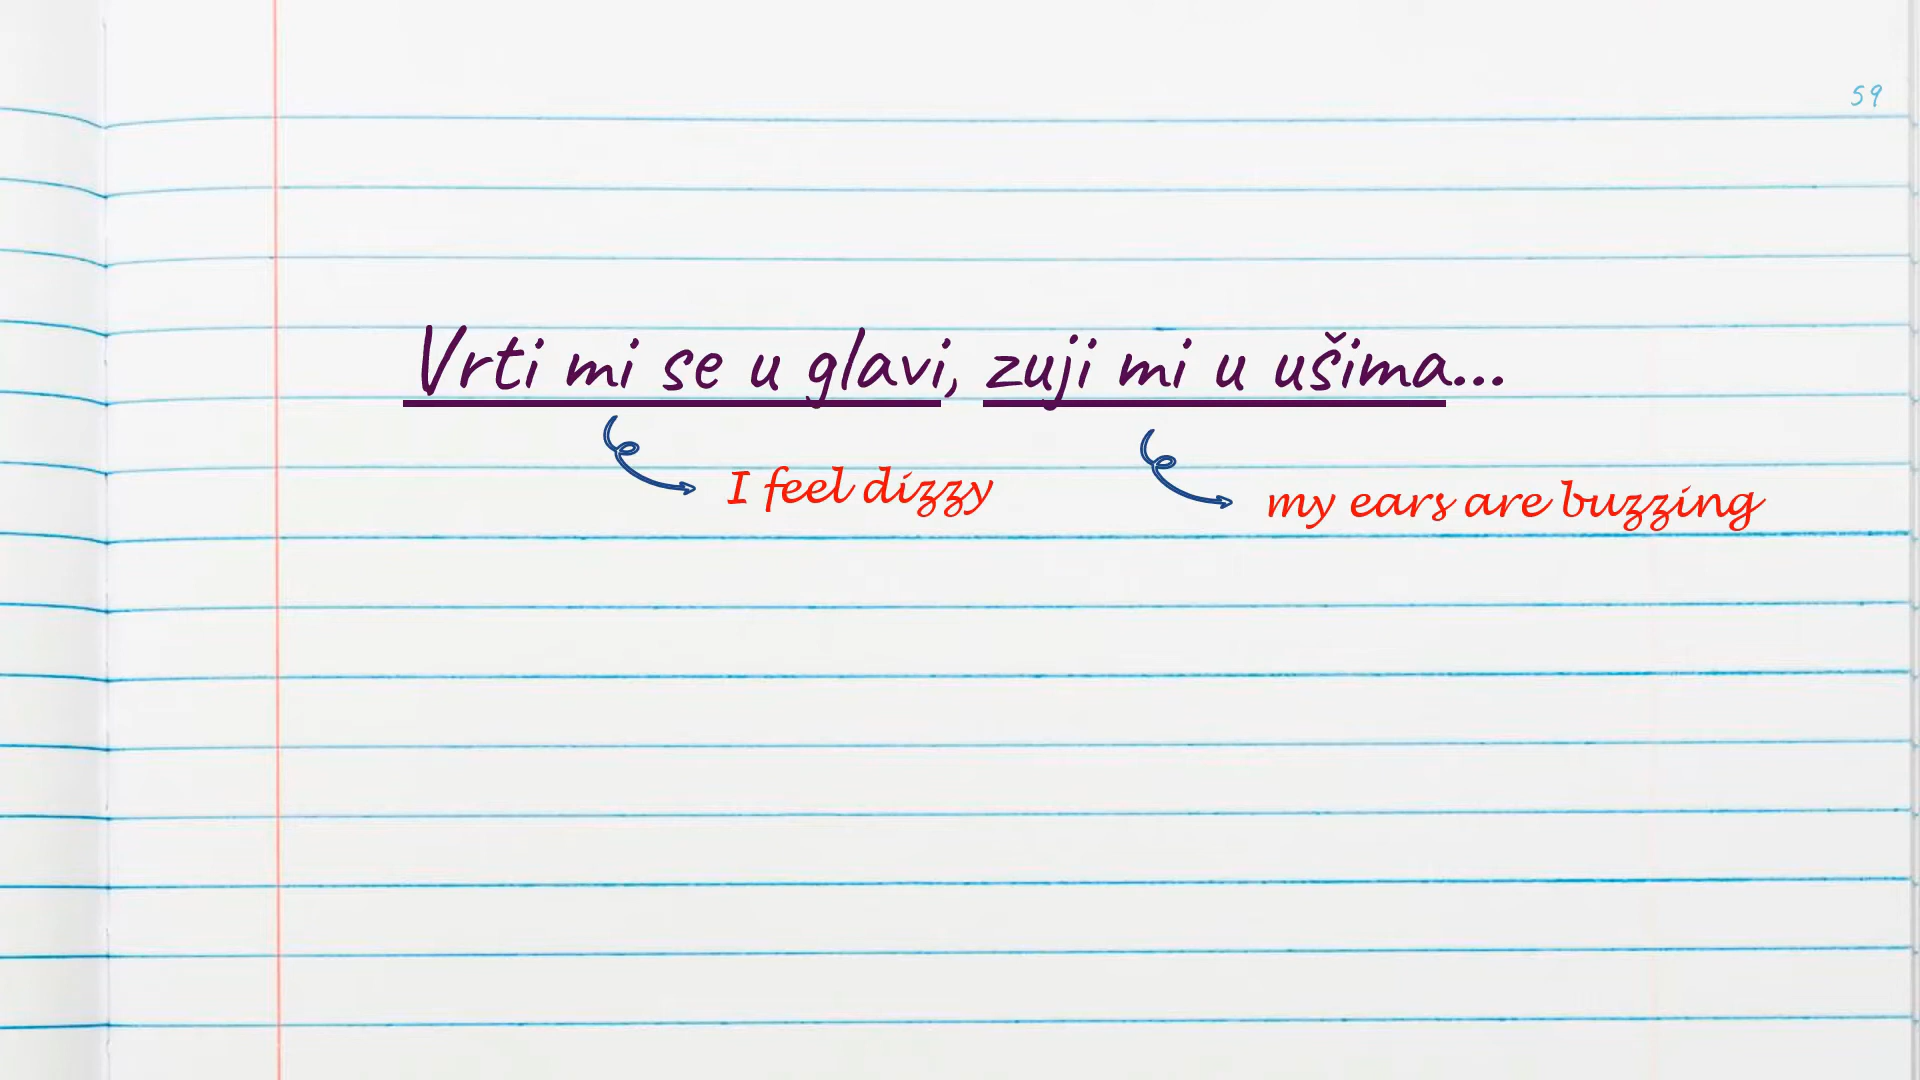 59
Vrti mi se u glavi, zuji mi u ušima...
I feel dizzy
my ears are buzzing